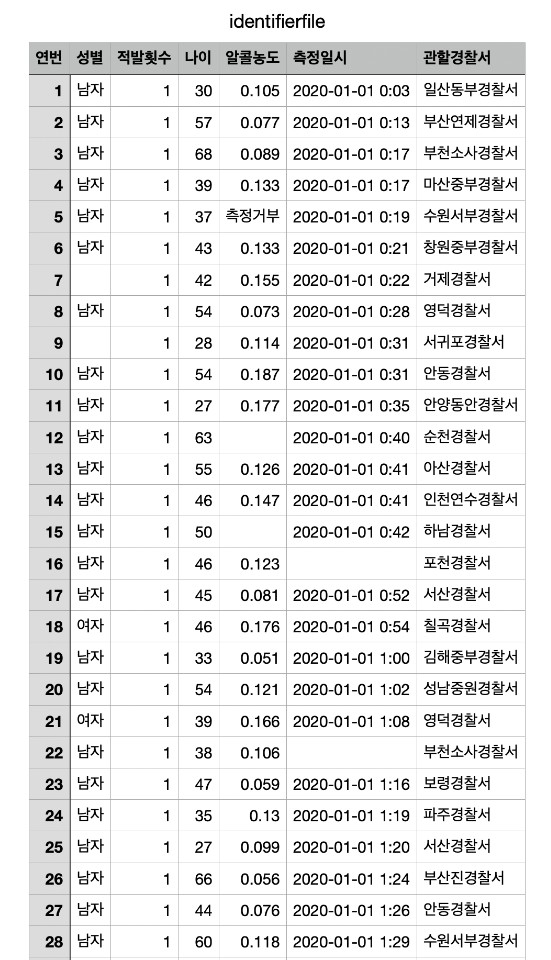 identifierfile
연번 성별 적발횟수 나이 알콜농도 측정일시 관할경찰서
1 남자 1 30 0.105 2020-01-01 0:03 일산동부경찰서
2 남자 1 57 0.077 2020-01-01 0:13 부산연제경찰서
3 남자 1 68 0.089 2020-01-01 0:17 부천소사경찰서
4 남자 1 39 0.133 2020-01-01 0:17 마산중부경찰서
5 남자 1 37 측정거부 2020-01-01 0:19 수원서부경찰서
6 남자 1 43 0.133 2020-01-01 0:21 창원중부경찰서
7 1 42 0.155 2020-01-01 0:22 거제경찰서
8 남자 1 54 0.073 2020-01-01 0:28 영덕경찰서
9 1 28 0.114 2020-01-01 0:31 서귀포경찰서
10 남자 1 54 0.187 2020-01-01 0:31 안동경찰서
11 남자 1 27 0.177 2020-01-01 0:35 안양동안경찰서
12 남자 1 63 2020-01-01 0:40 순천경찰서
13 남자 1 55 0.126 2020-01-01 0:41 아산경찰서
14 남자 1 46 0.147 2020-01-01 0:41 인천연수경찰서
15 남자 1 50 2020-01-01 0:42 하남경찰서
16 남자 1 46 0.123 포천경찰서
17 남자 1 45 0.081 2020-01-01 0:52 서산경찰서
18 여자 1 46 0.176 2020-01-01 0:54 칠곡경찰서
19 남자 1 33 0.051 2020-01-01 1:00 김해중부경찰서
20 남자 1 54 0.121 2020-01-01 1:02 성남중원경찰서
21 여자 1 39 0.166 2020-01-01 1:08 영덕경찰서
22 남자 1 38 0.106 부천소사경찰서
23 남자 1 47 0.059 2020-01-01 1:16 보령경찰서
24 남자 1 35 0.13 2020-01-01 1:19 파주경찰서
25 남자 1 27 0.099 2020-01-01 1:20 서산경찰서
26 남자 1 66 0.056 2020-01-01 1:24 부산진경찰서
27 남자 1 44 0.076 2020-01-01 1:26 안동경찰서
28 남자 1 60 0.118 2020-01-01 1:29 수원서부경찰서